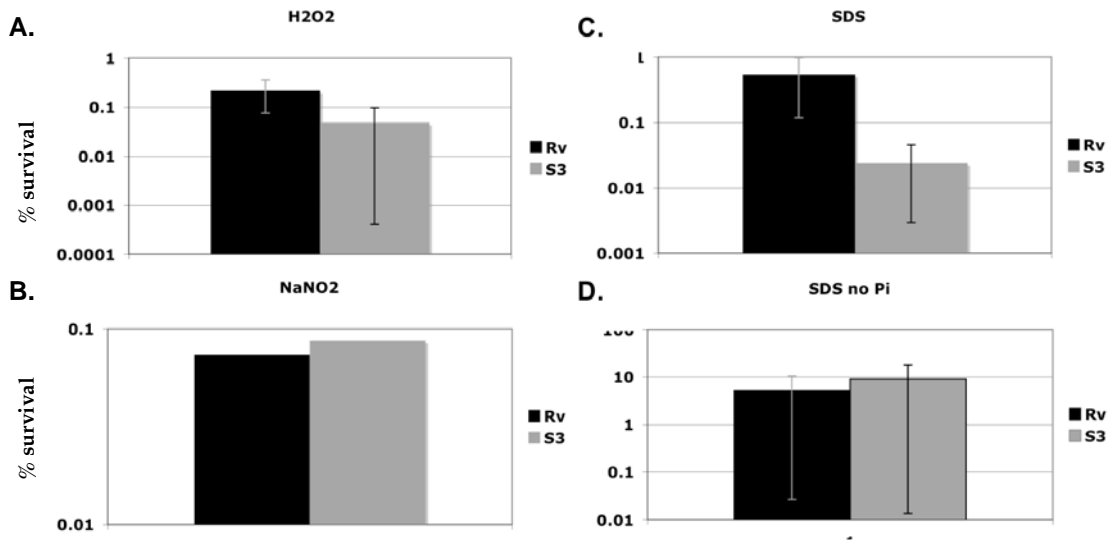 A.
H2O2
1
0.1
0.01
0.001
0.0001
% survival
Rv
S3
C.
SDS
0.1
0.01
0.001
Rv
S3
B.
NaNO2
0.1
0.01
% survival
Rv
S3
D.
SDS no Pi
100
10
1
0.1
0.01
Rv
S3